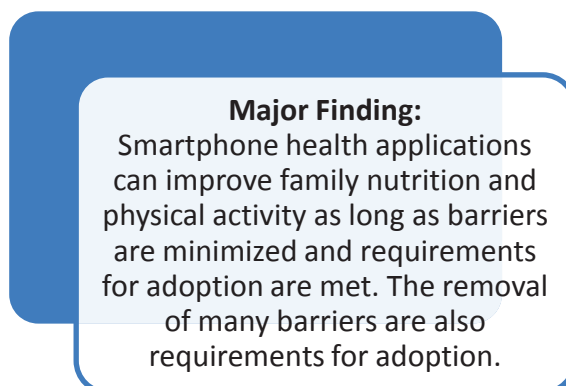 Major Finding:
Smartphone health applications
can improve family nutrition and
physical activity as long as barriers
are minimized and requirements
for adoption are met. The removal
of many barriers are also
requirements for adoption.